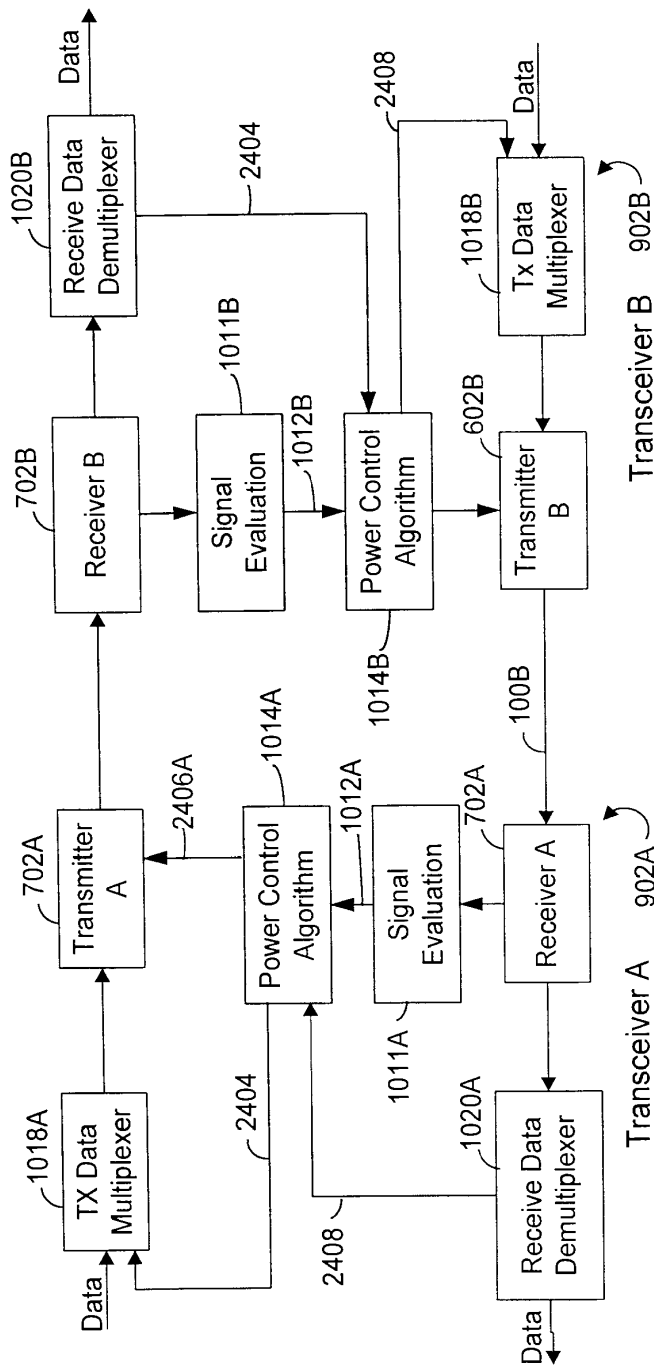 Data
1018A
TX Data
Multiplexer
2404
702A
Transmitter
A
2406A
1014A
Power Control
Algorithm
1012A
1011A
Signal
Evaluation
702A
Receiver A
2408
1020A
Receive Data
Demultiplexer
Data
Transceiver A
902A
702B
Receiver B
1020B
Receive Data
Demultiplexer
Data
2404
1011B
Signal
Evaluation
1012B
Power Control
Algorithm
1014B
2408
Data
1018B
Tx Data
Multiplexer
602B
Transmitter
B
100B
Transceiver B
902B